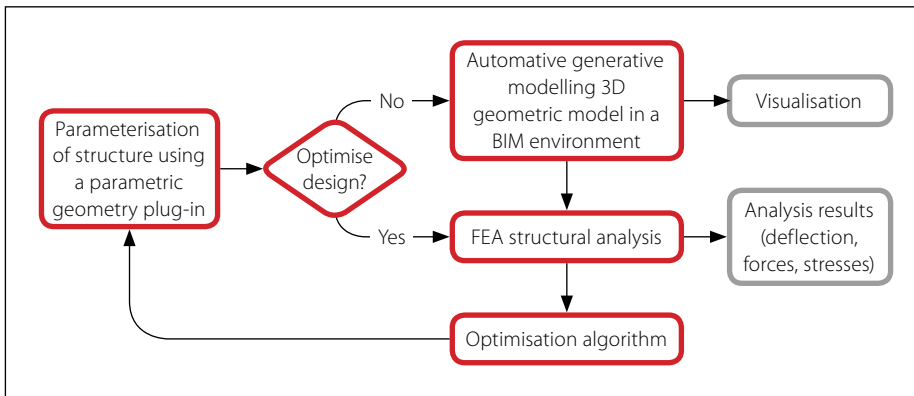 Parameterisation
of structure using
a parametric
geometry plug-in
Optimise
design?
No
Yes
Automative generative
modelling 3D
geometric model in a
BIM environment
Visualisation
FEA structural analysis
Analysis results
(deflection,
forces, stresses)
Optimisation algorithm